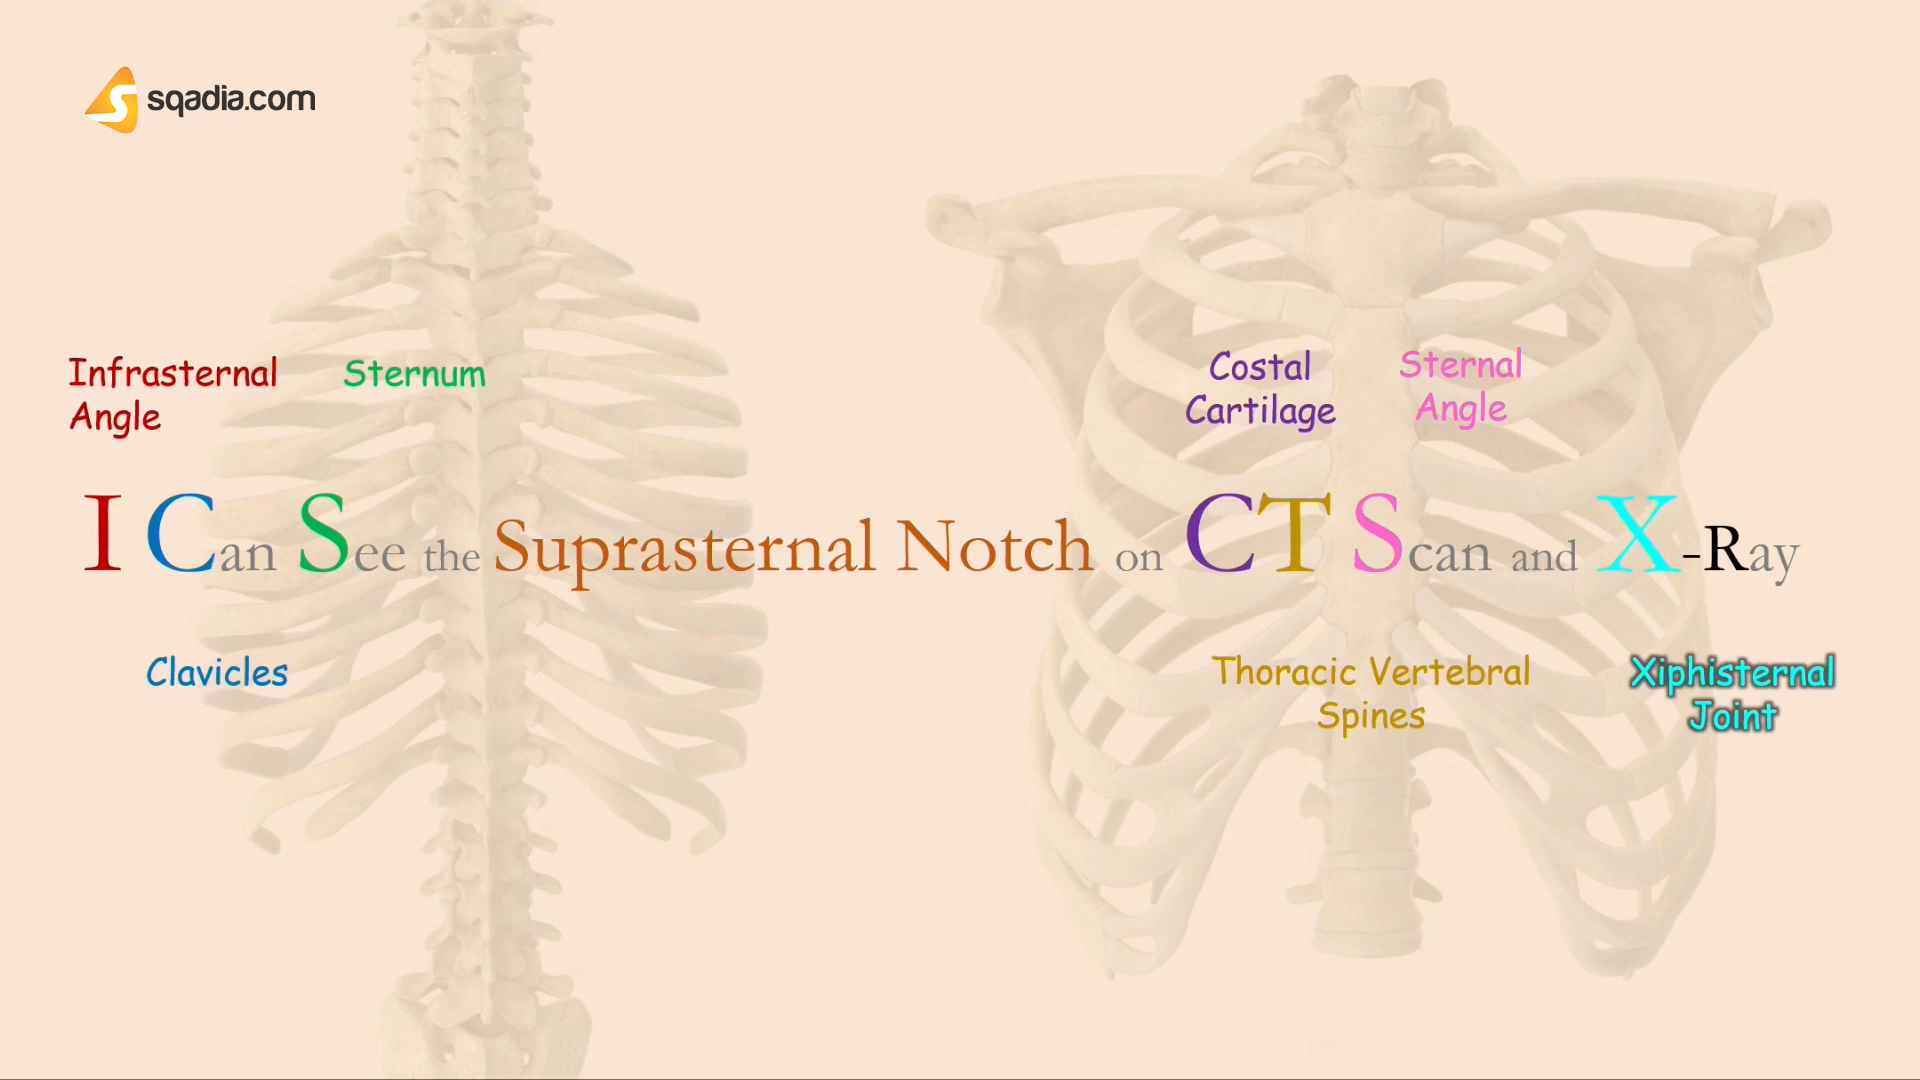 sqadia.com
Infrasternal
Angle
Sternum
Costal
Cartilage
Sternal
Angle
I Can See the Suprasternal Notch on CT Scan and X-Ray
Clavicles
Thoracic Vertebral
Spines
Xiphisternal
Joint